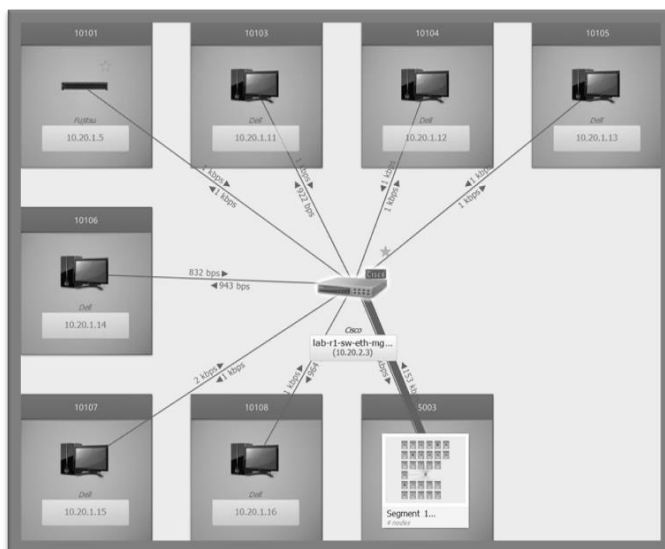 10101
10103
10104
10105
Fujitsu
Dell
Dell
Dell
10.20.1.5
10.20.1.11
10.20.1.12
10.20.1.13
1 kbps
1 kbps
1 kbps
922 bps
1 kbps
1 kbps
1 kbps
1 kbps
10106
Dell
10.20.1.14
832 bps
943 bps
Cisco
Cisco
lab-r1-sw-eth-mg...
(10.20.2.3)
2 kbps
1 kbps
1 kbps
964
kbps
153 kb
10107
10108
5003
Dell
Dell
10.20.1.15
10.20.1.16
Segment 1...
4 nodes